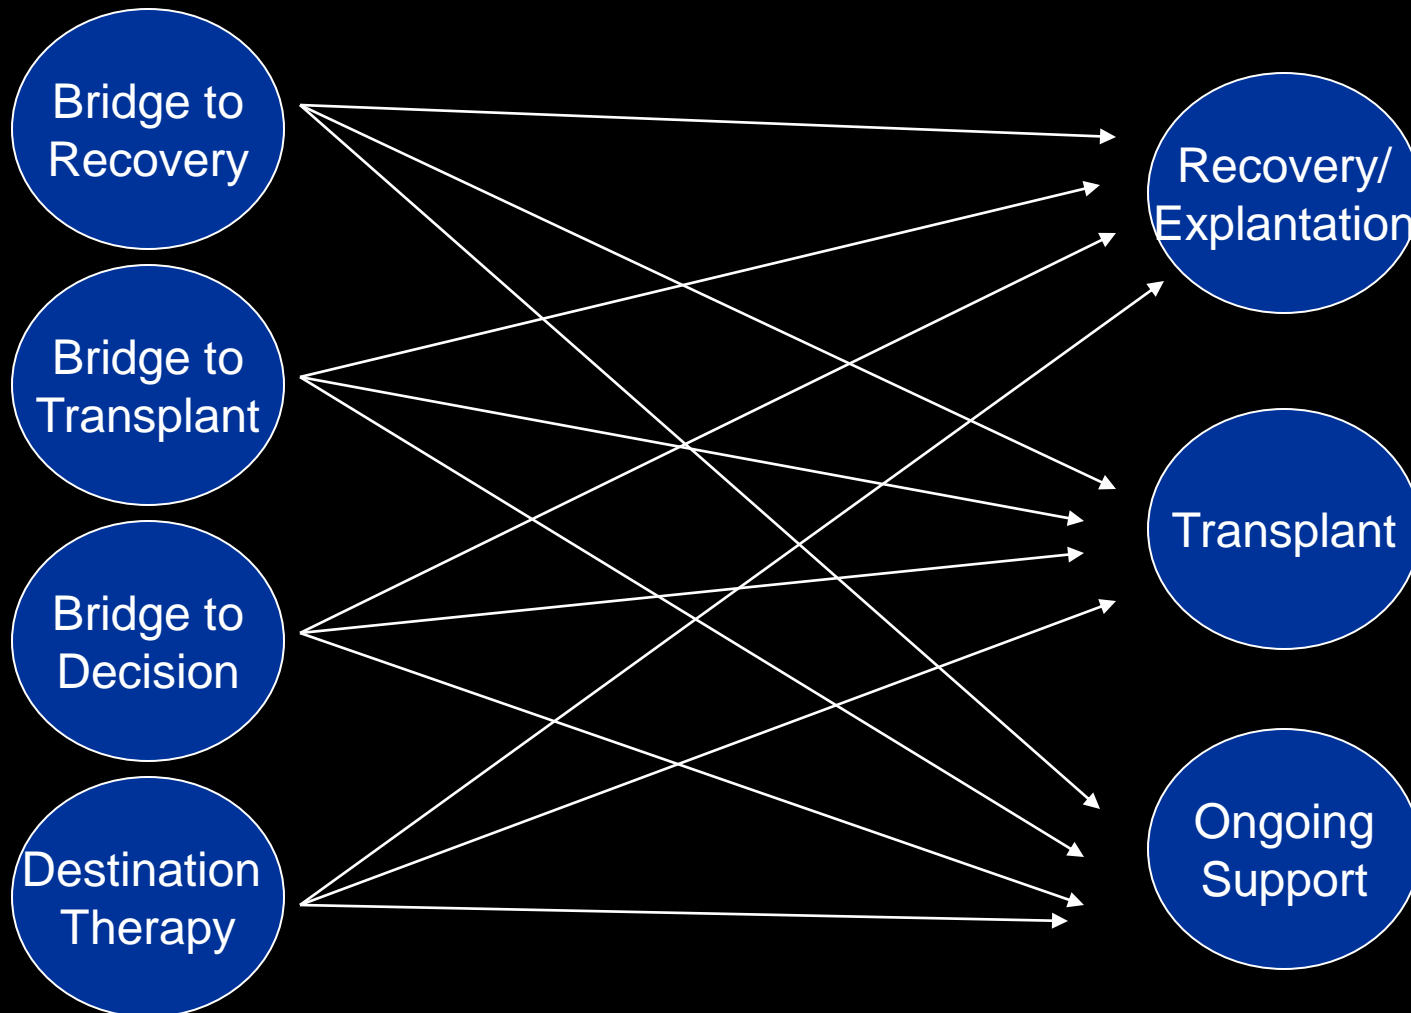 Bridge to
Recovery
Bridge to
Transplant
Bridge to
Decision
Destination
Therapy
Recovery/
Explantation
Transplant
Ongoing
Support